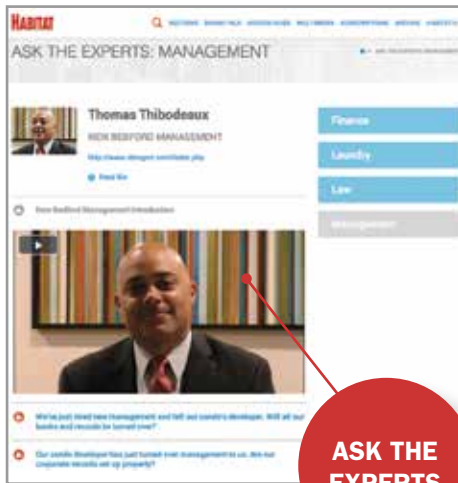 HABITAT
ASK THE EXPERTS: MANAGEMENT
Thomas Thibodeaux
NEW BEDFORD MANAGEMENT
Read Bio
New Bedford Management Introduction
Finance
Laundry
Law
Management
We've just hired new management and left our condo's developer. Will all our
books and records be turned over?
Our condo developer has just turned over management to us. Are our
corporate records set up properly?
ASK THE
EXPERTS